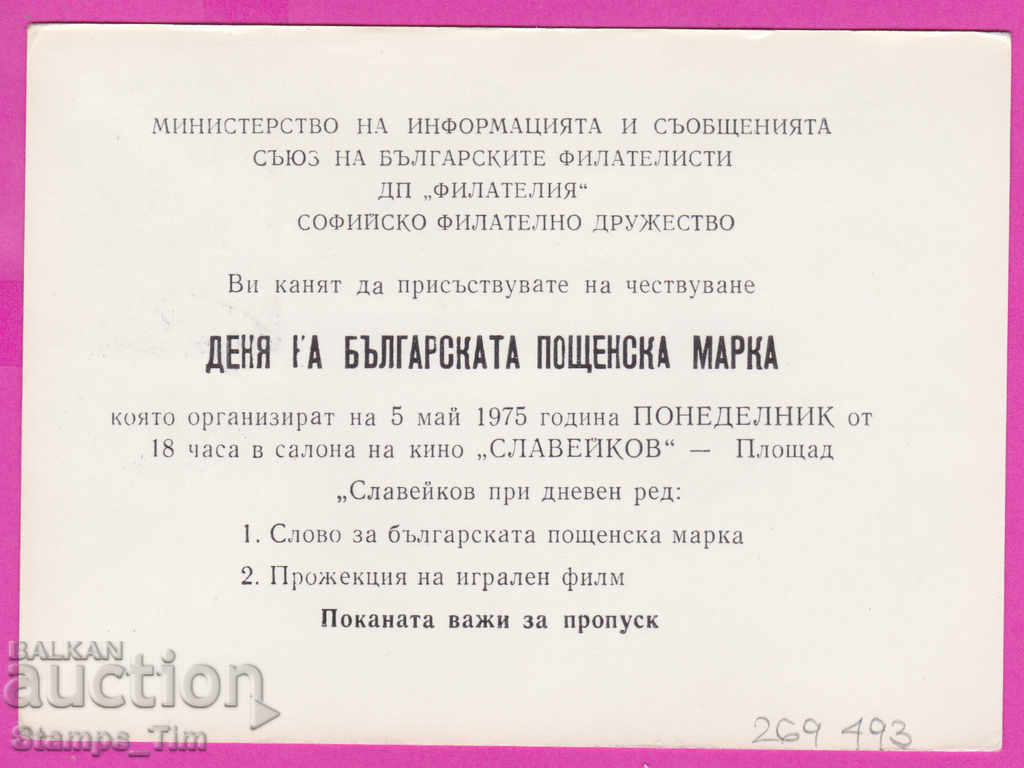 МИНИСТЕРСТВО НА ИНФОРМАЦИЯТА И СЪОБЩЕНИЯТА
СЪЮЗ НА БЪЛГАРСКИТЕ ФИЛАТЕЛИСТИ
ДП „ФИЛАТЕЛИЯ“
СОФИЙСКО ФИЛАТЕЛНО ДРУЖЕСТВО
Ви канят да присъствувате на чествуване
ДЕНЯ НА БЪЛГАРСКАТА ПОЩЕНСКА МАРКА
която организират на 5 май 1975 година ПОНЕДЕЛНИК от
18 часа в салона на кино „СЛАВЕЙКОВ“ — Площад
„Славейков при дневен ред:
1. Слово за българската пощенска марка
2. Прожекция на игрален филм
Поканата важи за пропуск
BALKAN
auction
Stamps_Tim
269 493